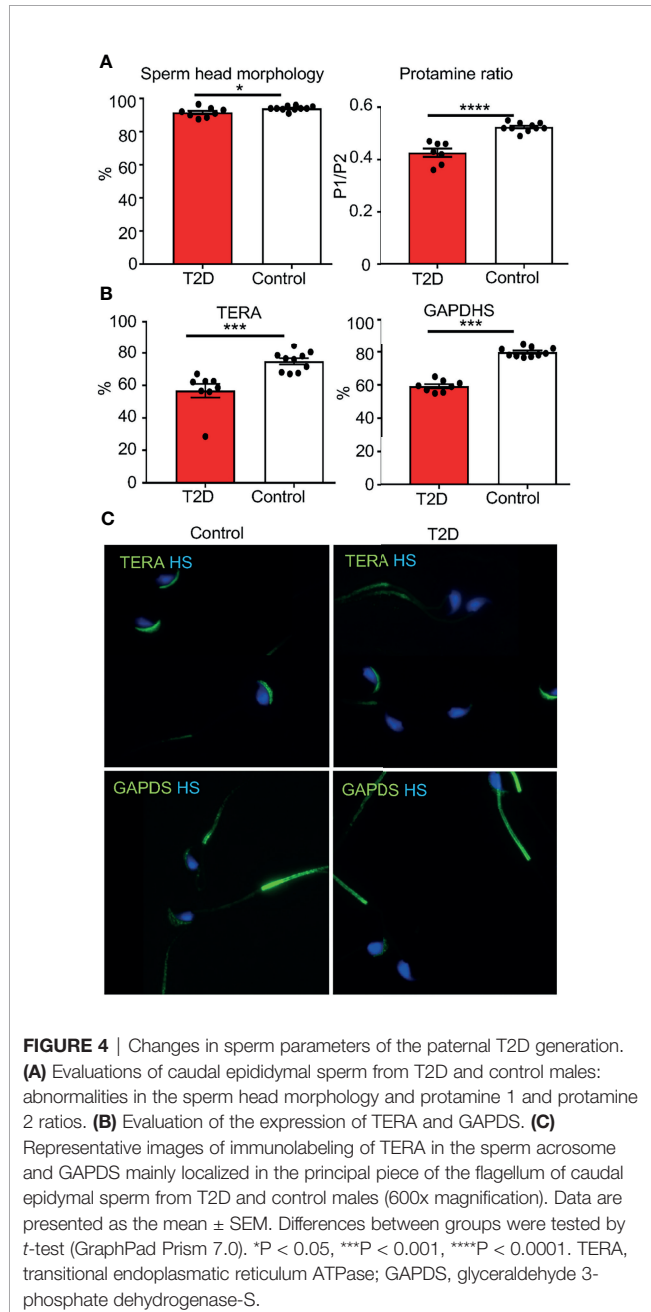 A
Sperm head morphology
*
100
80
60
40
20
0
%
T2D
Control
Protamine ratio
****
0.6
0.4
0.2
0
P1/P2
T2D
Control
B
TERA
***
100
80
60
40
20
0
%
T2D
Control
GAPDHS
***
100
80
60
40
20
0
%
T2D
Control
C
Control
T2D
TERA HS
TERA HS
GAPDS HS
GAPDS HS
FIGURE 4 | Changes in sperm parameters of the paternal T2D generation.
(A) Evaluations of caudal epididymal sperm from T2D and control males:
abnormalities in the sperm head morphology and protamine 1 and protamine
2 ratios. (B) Evaluation of the expression of TERA and GAPDS. (C)
Representative images of immunolabeling of TERA in the sperm acrosome
and GAPDS mainly localized in the principal piece of the flagellum of caudal
epidymal sperm from T2D and control males (600x magnification). Data are
presented as the mean ± SEM. Differences between groups were tested by
t-test (GraphPad Prism 7.0). *P < 0.05, ***P < 0.001, ****P < 0.0001. TERA,
transitional endoplasmatic reticulum ATPase; GAPDS, glyceraldehyde 3-
phosphate dehydrogenase-S.